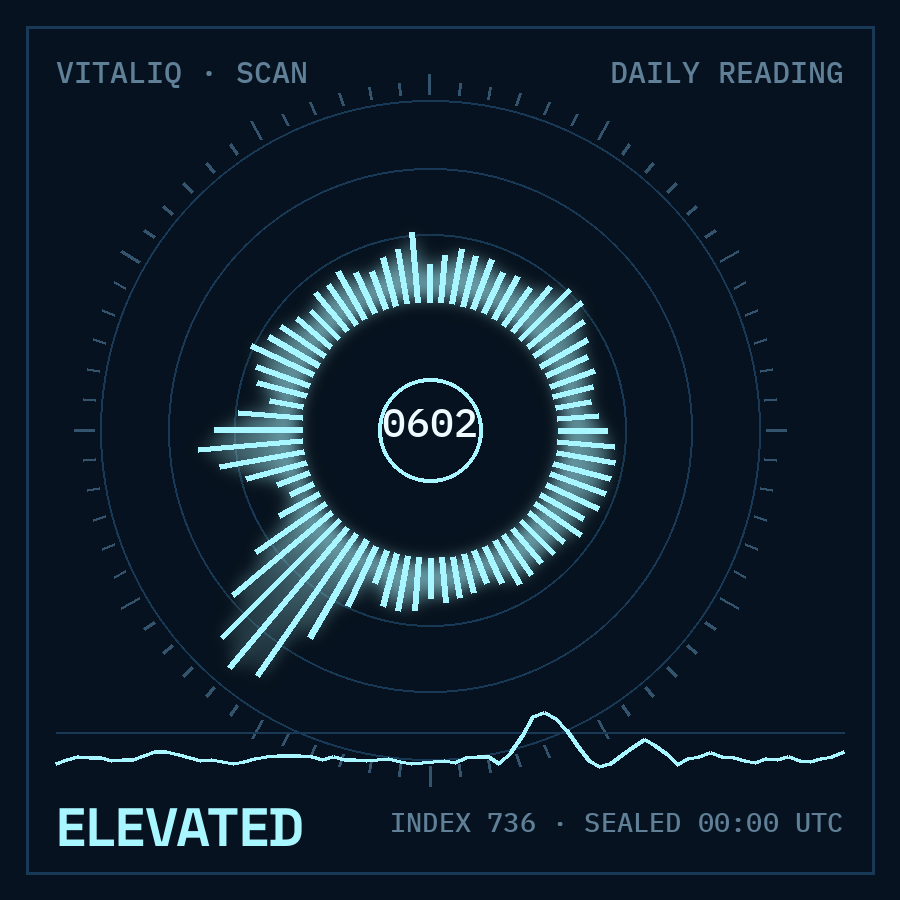 VITALIQ · SCAN
DAILY READING
0602
ELEVATED
INDEX 736 · SEALED 00:00 UTC